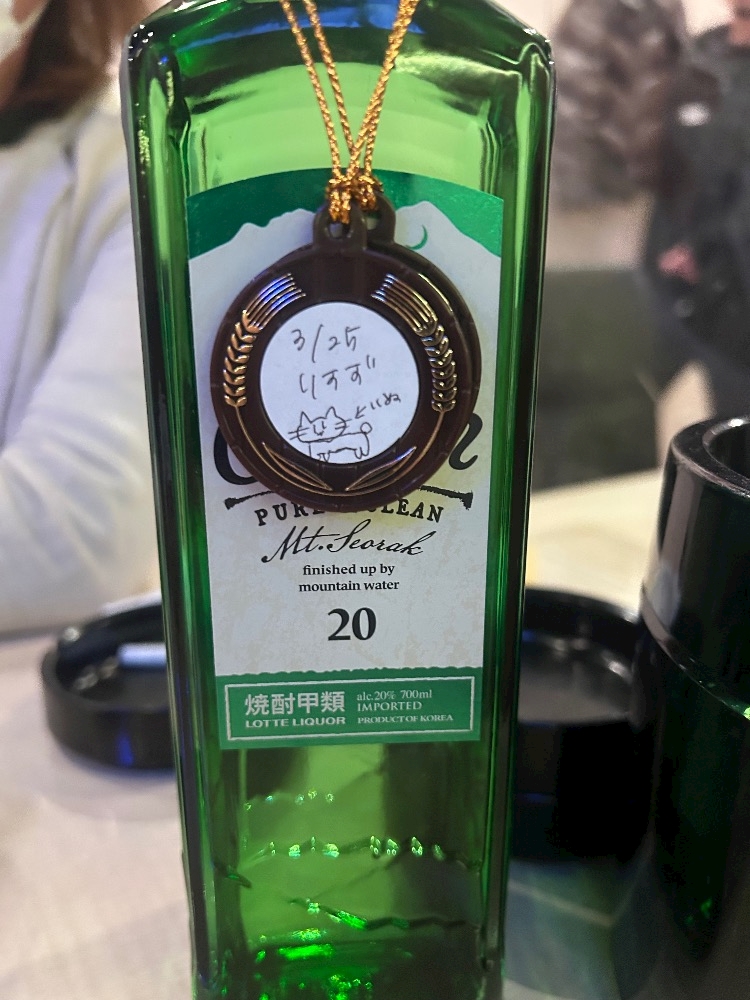 3/25
りすず
といぬ
PURE CLEAN
Mt.Seorak
finished up by
mountain water
20
焼酎甲類
LOTTE LIQUOR
alc.20% 700ml
IMPORTED
PRODUCT OF KOREA